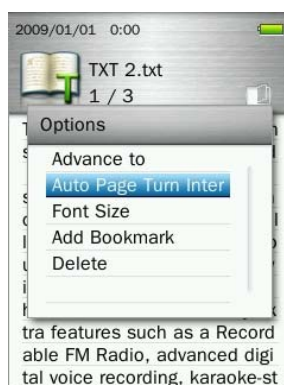 2009/01/01 0:00
T
TXT 2.txt
1 / 3
Options
Advance to
Auto Page Turn Inter
Font Size
Add Bookmark
Delete
tra features such as a Record
able FM Radio, advanced digi
tal voice recording, karaoke-st